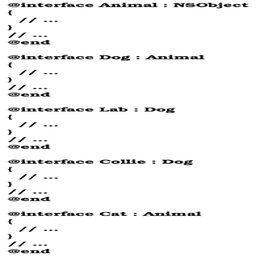 @interface Animal : NSObject
{
// ...
}
// ...
@end
@interface Dog : Animal
{
// ...
}
// ...
@end
@interface Lab : Dog
{
// ...
}
// ...
@end
@interface Collie : Dog
{
// ...
}
// ...
@end
@interface Cat : Animal
{
// ...
}
// ...
@end